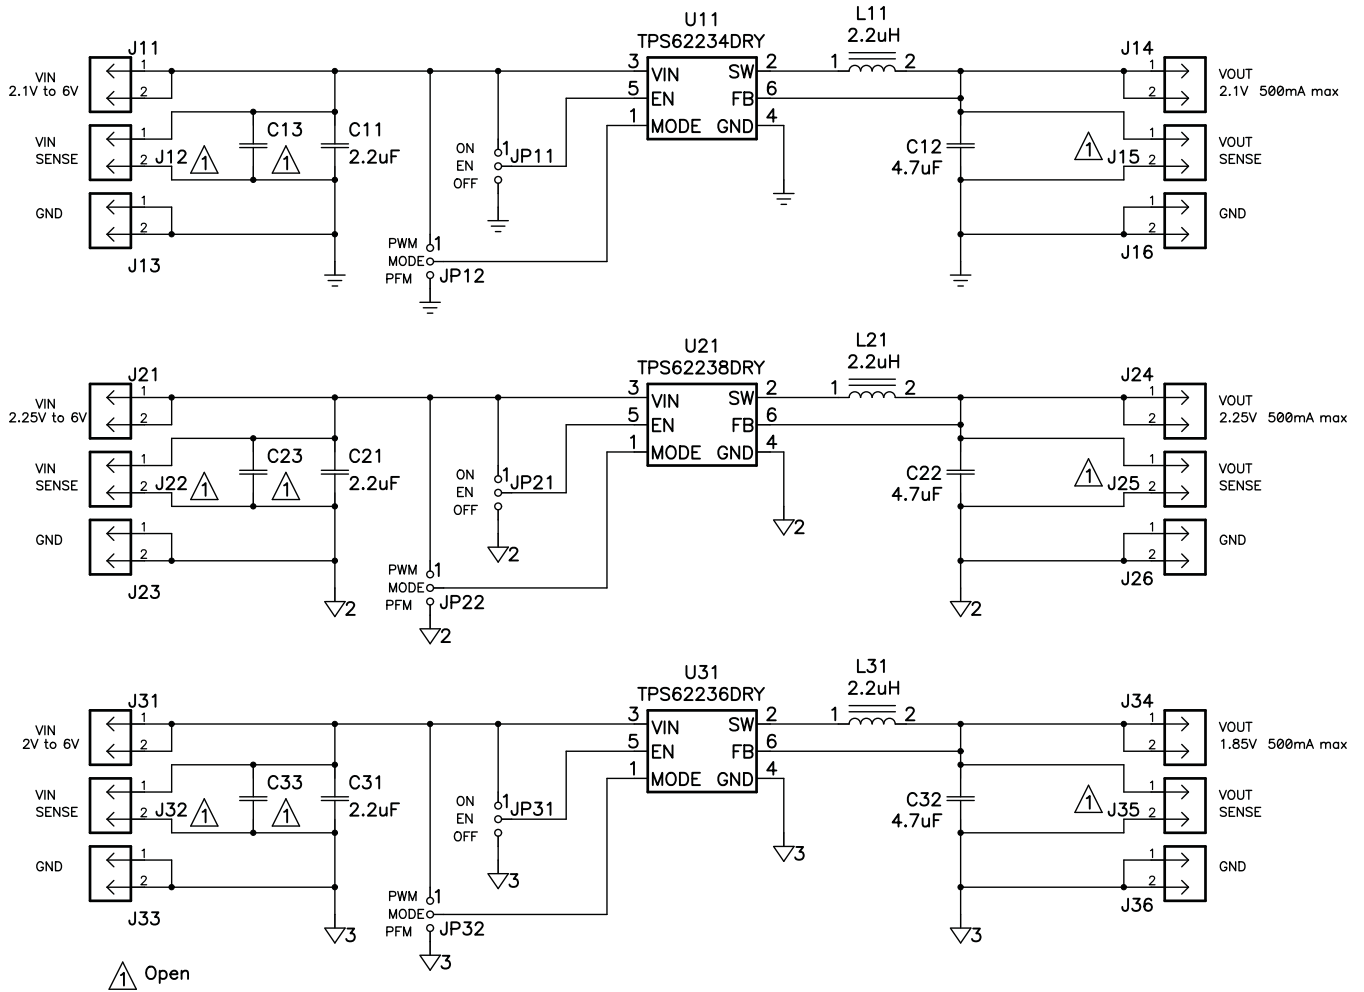 U11
TPS62234DRY
L11
2.2uH
J11
VIN
2.1V to 6V
1
2
3
VIN
SW
2
1
2
J14
1
2
VOUT
2.1V 500mA max
5
EN
FB
6
1
MODE
GND
4
VIN
SENSE
1
2
J12
1
C13
1
C11
2.2uF
ON
EN
OFF
1
JP11
C12
4.7uF
1
J15
1
2
VOUT
SENSE
GND
1
2
J13
PWM
MODE
PFM
1
JP12
J16
1
2
GND
U21
TPS62238DRY
L21
2.2uH
J21
VIN
2.25V to 6V
1
2
3
VIN
SW
2
1
2
J24
1
2
VOUT
2.25V 500mA max
5
EN
FB
6
1
MODE
GND
4
VIN
SENSE
1
2
J22
1
C23
1
C21
2.2uF
ON
EN
OFF
1
JP21
2
2
C22
4.7uF
1
J25
1
2
VOUT
SENSE
GND
1
2
J23
2
PWM
MODE
PFM
1
JP22
2
2
J26
1
2
GND
U31
TPS62236DRY
L31
2.2uH
J31
VIN
2V to 6V
1
2
3
VIN
SW
2
1
2
J34
1
2
VOUT
1.85V 500mA max
5
EN
FB
6
1
MODE
GND
4
VIN
SENSE
1
2
J32
1
C33
1
C31
2.2uF
ON
EN
OFF
1
JP31
3
3
C32
4.7uF
1
J35
1
2
VOUT
SENSE
GND
1
2
J33
3
PWM
MODE
PFM
1
JP32
3
3
J36
1
2
GND
1 Open